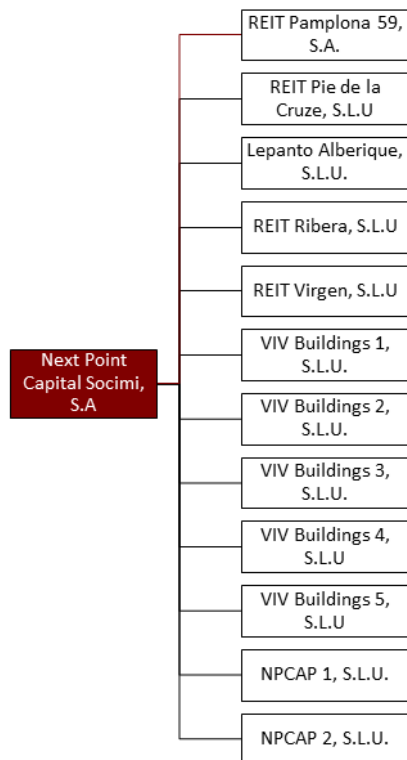 REIT Pamplona 59,
S.A.
REIT Pie de la
Cruze, S.L.U
Lepanto Alberique,
S.L.U.
REIT Ribera, S.L.U
REIT Virgen, S.L.U
Next Point
Capital Socimi,
S.A
VIV Buildings 1,
S.L.U.
VIV Buildings 2,
S.L.U.
VIV Buildings 3,
S.L.U.
VIV Buildings 4,
S.L.U
VIV Buildings 5,
S.L.U
NPCAP 1, S.L.U.
NPCAP 2, S.L.U.